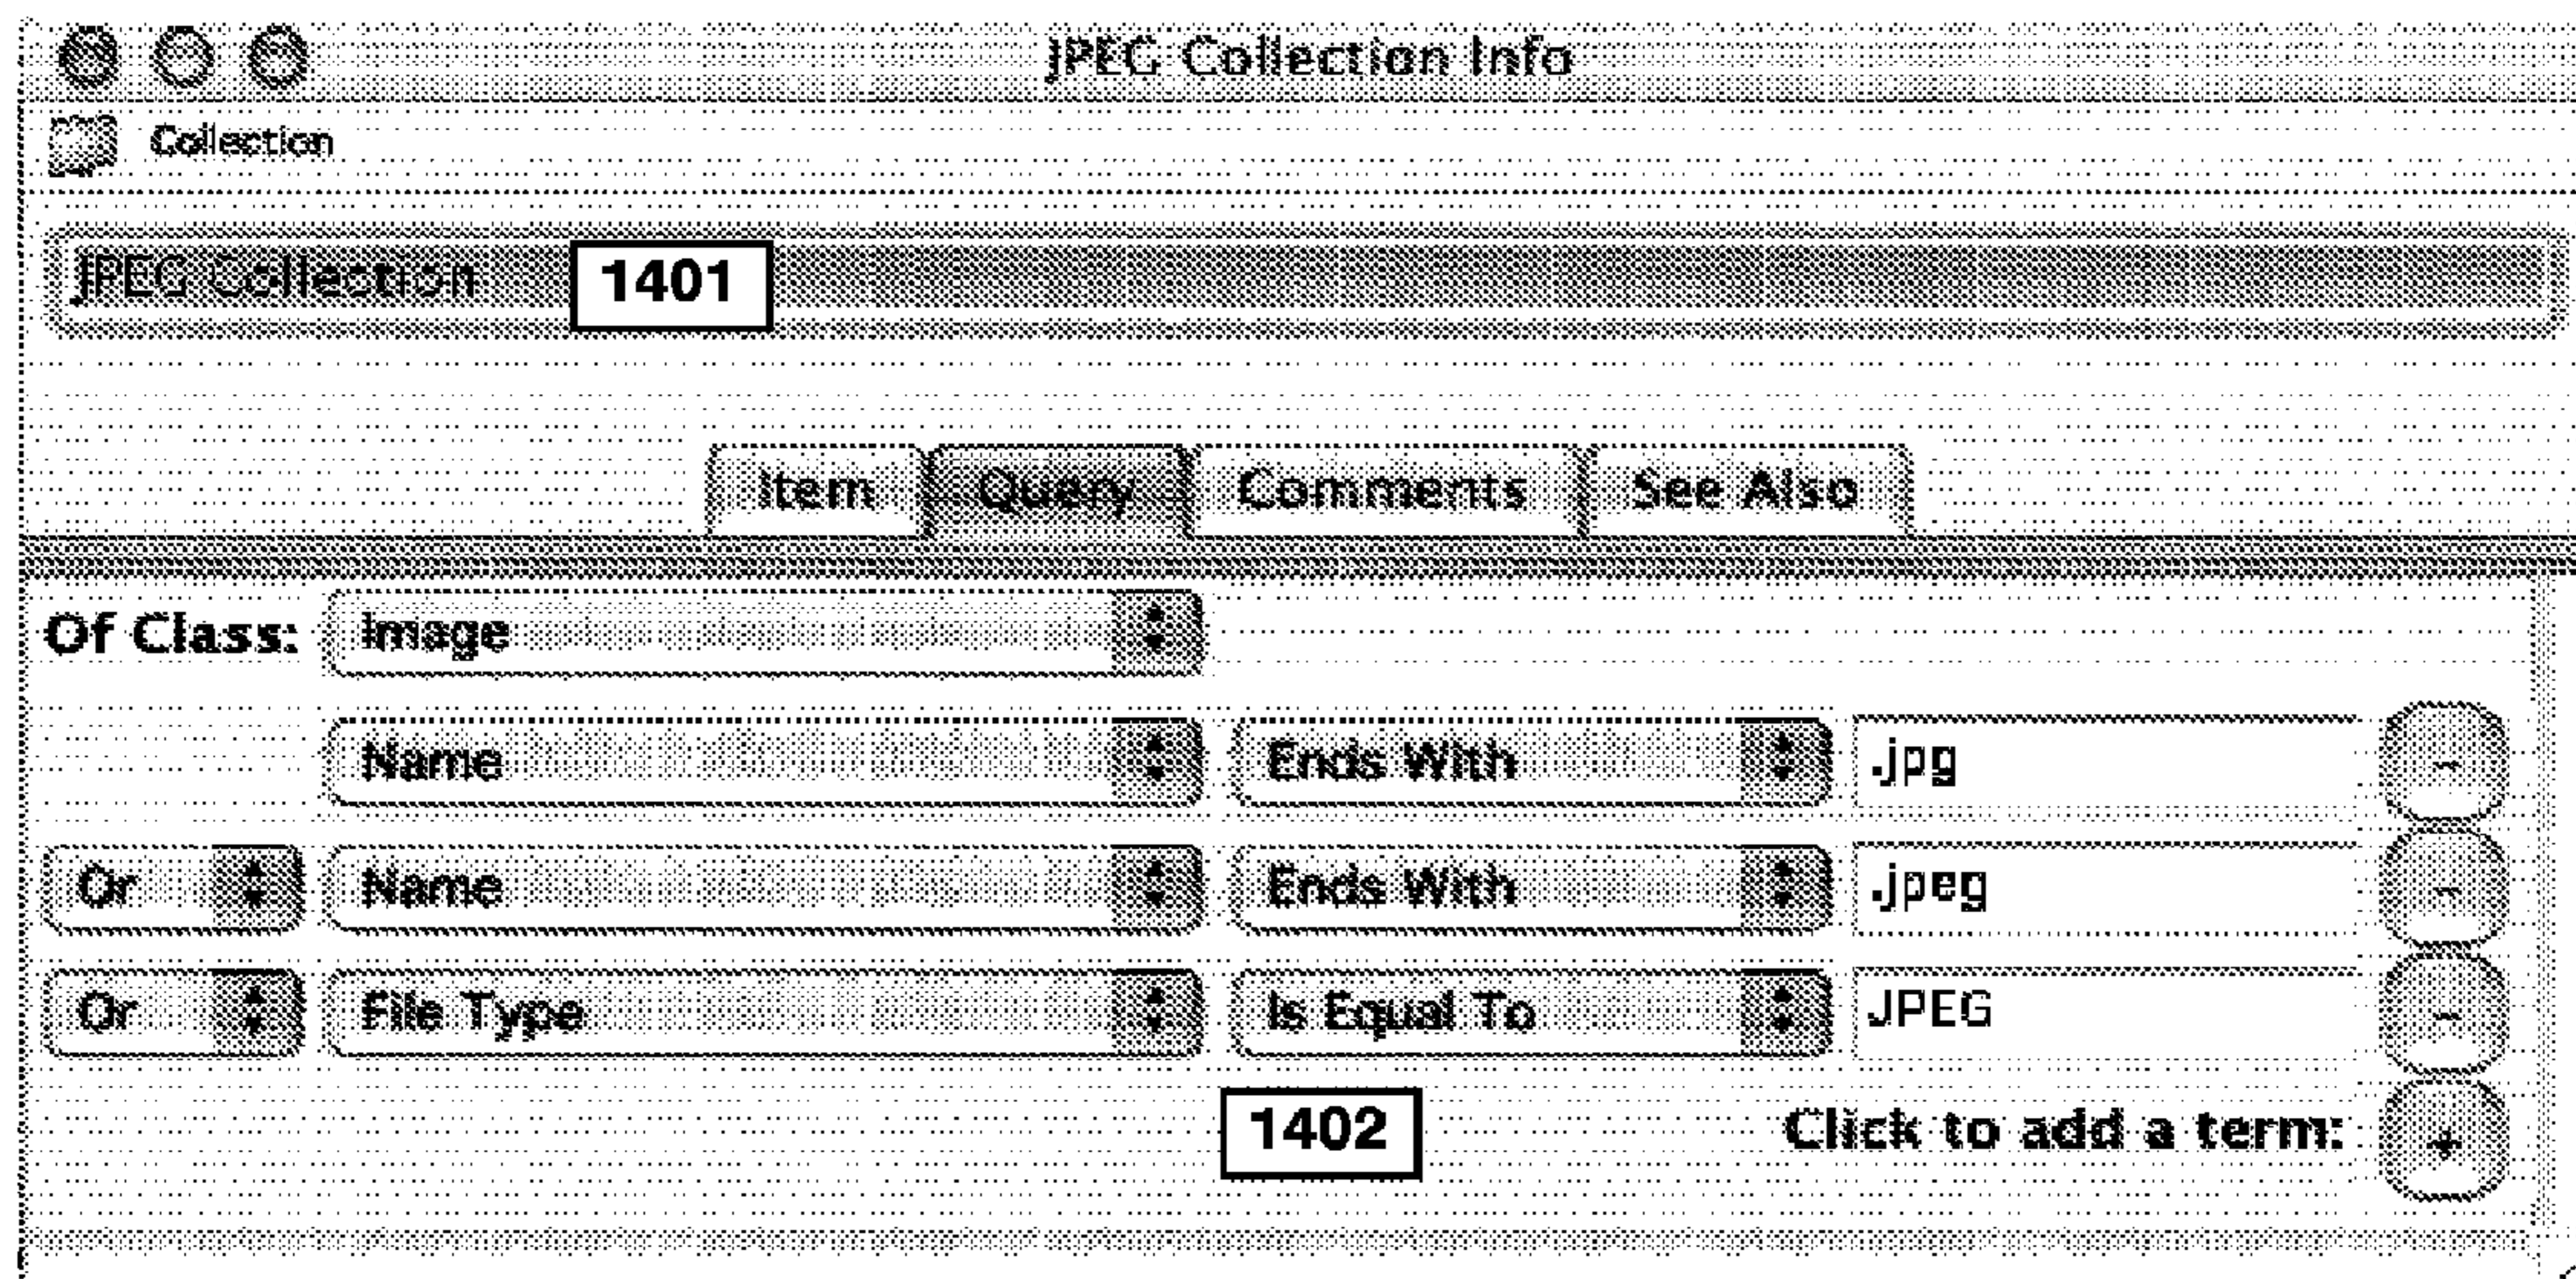 JPEG Collection Info
Collection
JPEG Collection 1401
Item Query Comments See Also
Of Class: Image
Name Ends With .jpg -
Or Name Ends With .jpeg -
Or File Type Is Equal To JPEG -
1402 Click to add a term: +